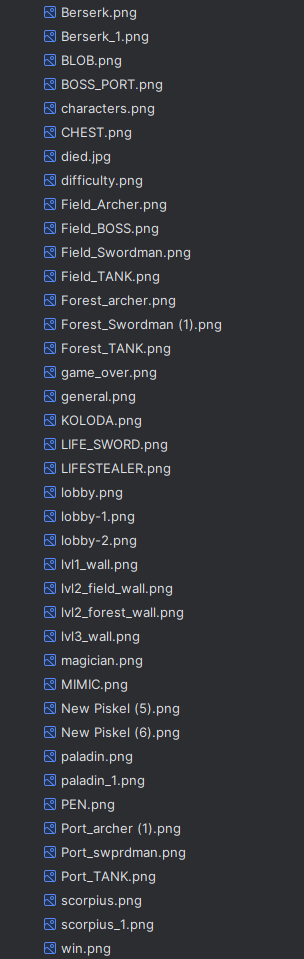 Berserk.png
Berserk_1.png
BLOB.png
BOSS_PORT.png
characters.png
CHEST.png
died.jpg
difficulty.png
Field_Archer.png
Field_BOSS.png
Field_Swordman.png
Field_TANK.png
Forest_archer.png
Forest_Swordman (1).png
Forest_TANK.png
game_over.png
general.png
KOLODA.png
LIFE_SWORD.png
LIFESTEALER.png
lobby.png
lobby-1.png
lobby-2.png
lvl1_wall.png
lvl2_field_wall.png
lvl2_forest_wall.png
lvl3_wall.png
magician.png
MIMIC.png
New Piskel (5).png
New Piskel (6).png
paladin.png
paladin_1.png
PEN.png
Port_archer (1).png
Port_swprdman.png
Port_TANK.png
scorpius.png
scorpius_1.png
win.png